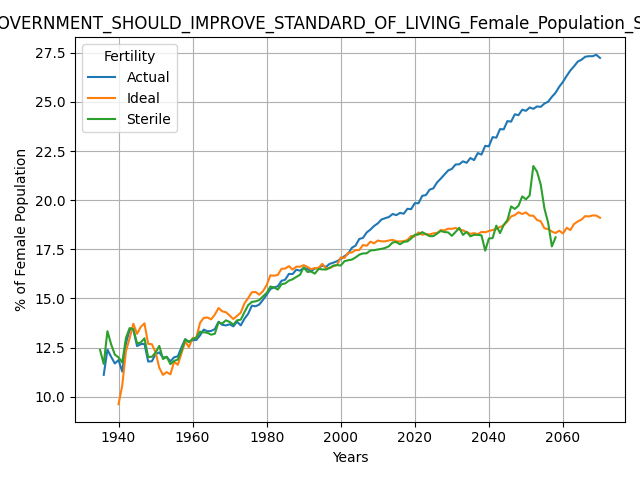 OVERNMENT_SHOULD_IMPROVE_STANDARD_OF_LIVING_Female_Population_S
Fertility
Actual
Ideal
Sterile
27.5
25.0
22.5
20.0
17.5
15.0
12.5
10.0
% of Female Population
1940 1960 1980 2000 2020 2040 2060
Years